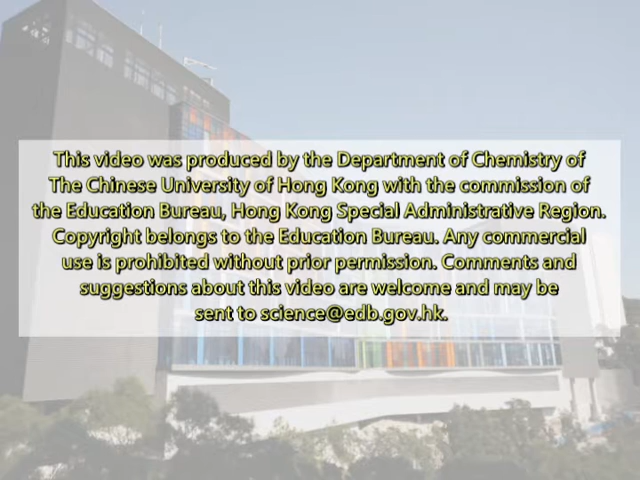 This video was produced by the Department of Chemistry of
The Chinese University of Hong Kong with the commission of
the Education Bureau, Hong Kong Special Administrative Region.
Copyright belongs to the Education Bureau. Any commercial
use is prohibited without prior permission. Comments and
suggestions about this video are welcome and may be
sent to science@edb.gov.hk.